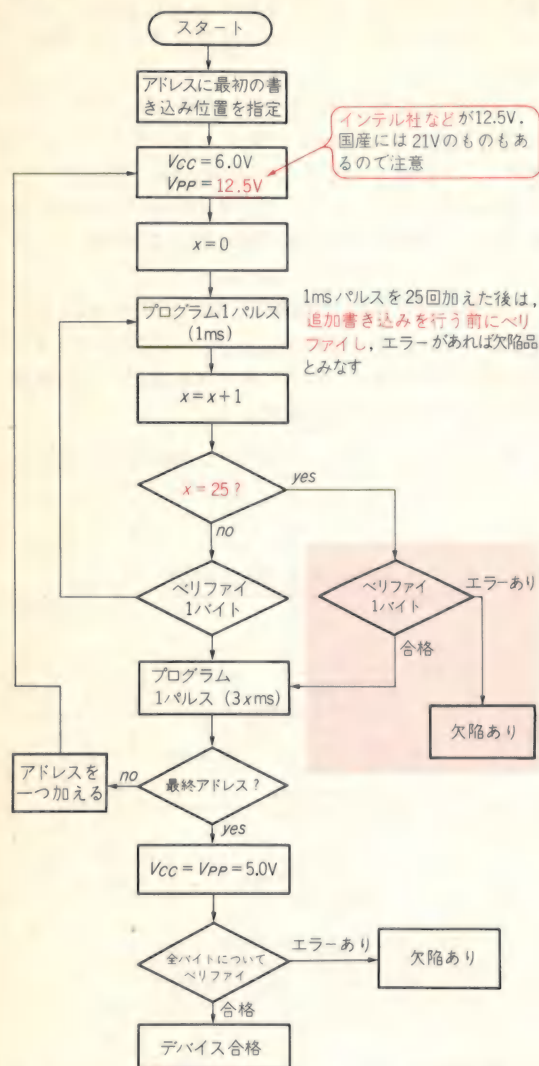 スタート
アドレスに最初の書
き込み位置を指定
インテル社などが12.5V.
国産には21Vのものもあ
るので注意
VCC=6.0V
VPP=12.5V
x=0
プログラム1パルス
(1ms)
1msパルスを25回加えた後は,
追加書き込みを行う前にベリ
ファイし, エラーがあれば欠陥品
とみなす
x=x+1
x=25?
yes
no
ベリファイ
1バイト
ベリファイ
1バイト
エラーあり
合格
プログラム
1パルス (3xms)
欠陥あり
アドレスを
一つ加える
no
最終アドレス?
yes
VCC=VPP=5.0V
全バイトについて
ベリファイ
エラーあり
欠陥あり
合格
デバイス合格